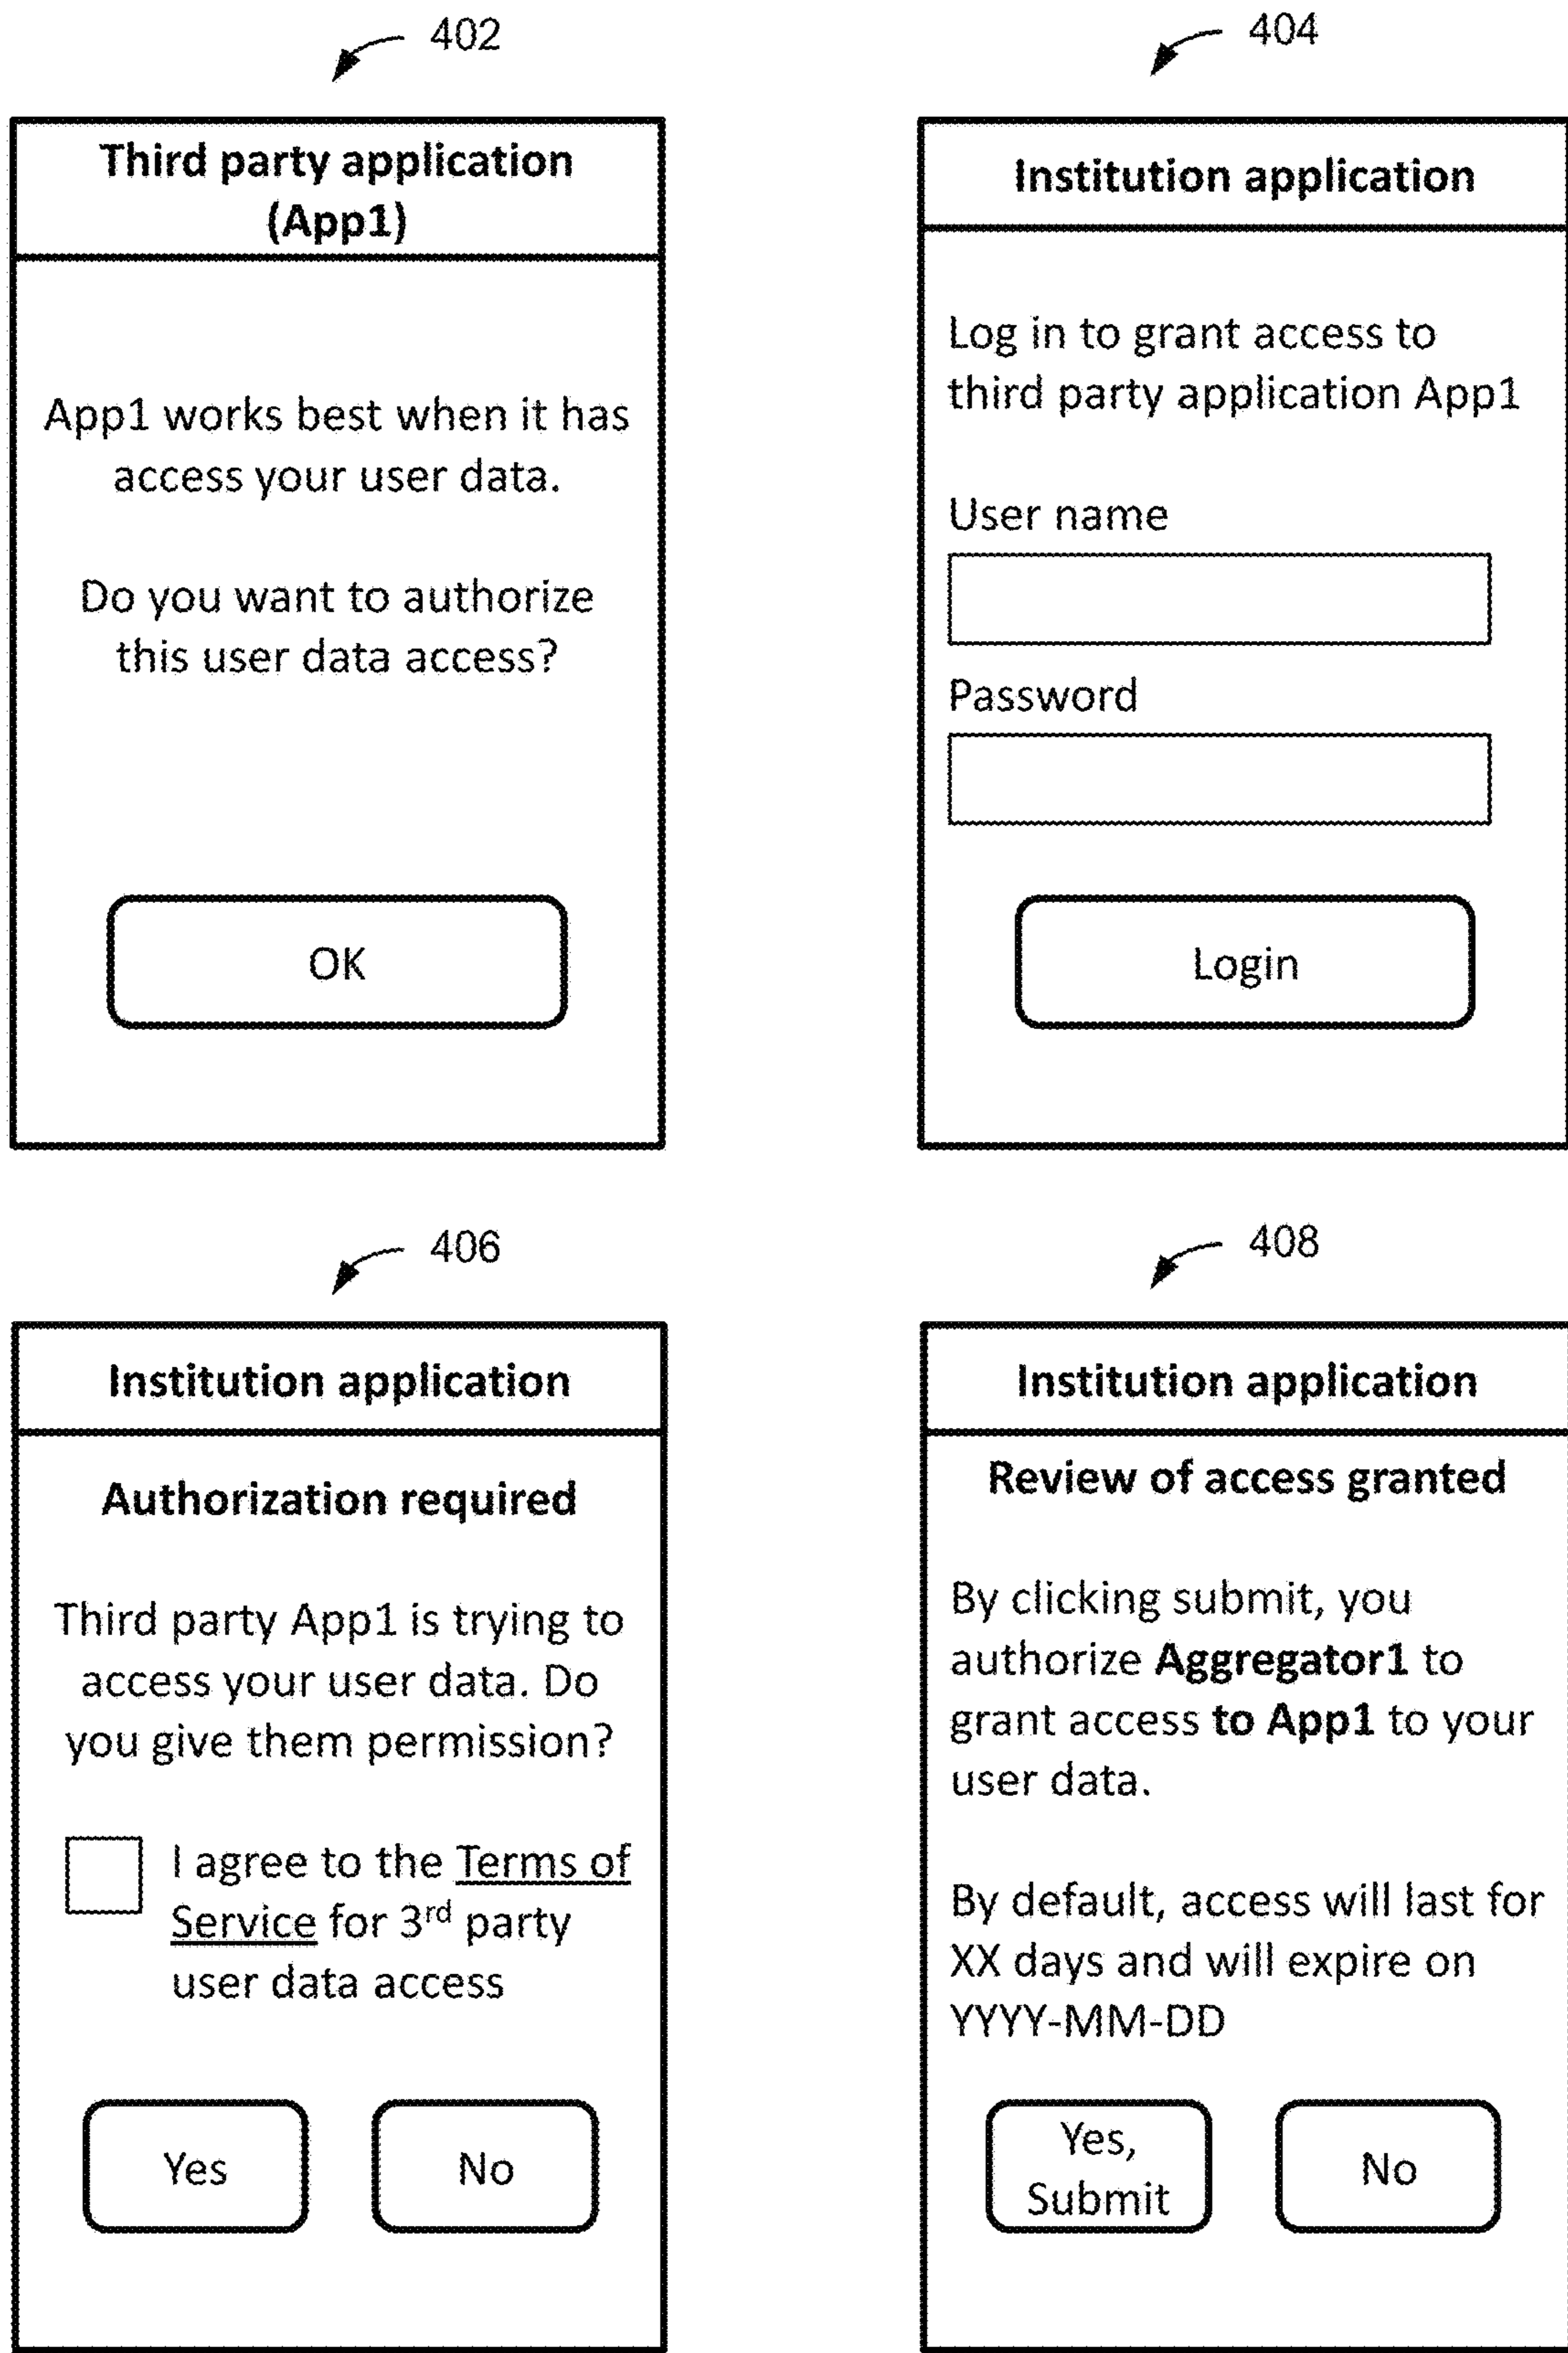 402
Third party application
(App1)
App1 works best when it has
access your user data.
Do you want to authorize
this user data access?
OK
404
Institution application
Log in to grant access to
third party application App1
User name
Password
Login
406
Institution application
Authorization required
Third party App1 is trying to
access your user data. Do
you give them permission?
I agree to the Terms of
Service for 3rd party
user data access
Yes
No
408
Institution application
Review of access granted
By clicking submit, you
authorize Aggregator1 to
grant access to App1 to your
user data.
By default, access will last for
XX days and will expire on
YYYY-MM-DD
Yes,
Submit
No